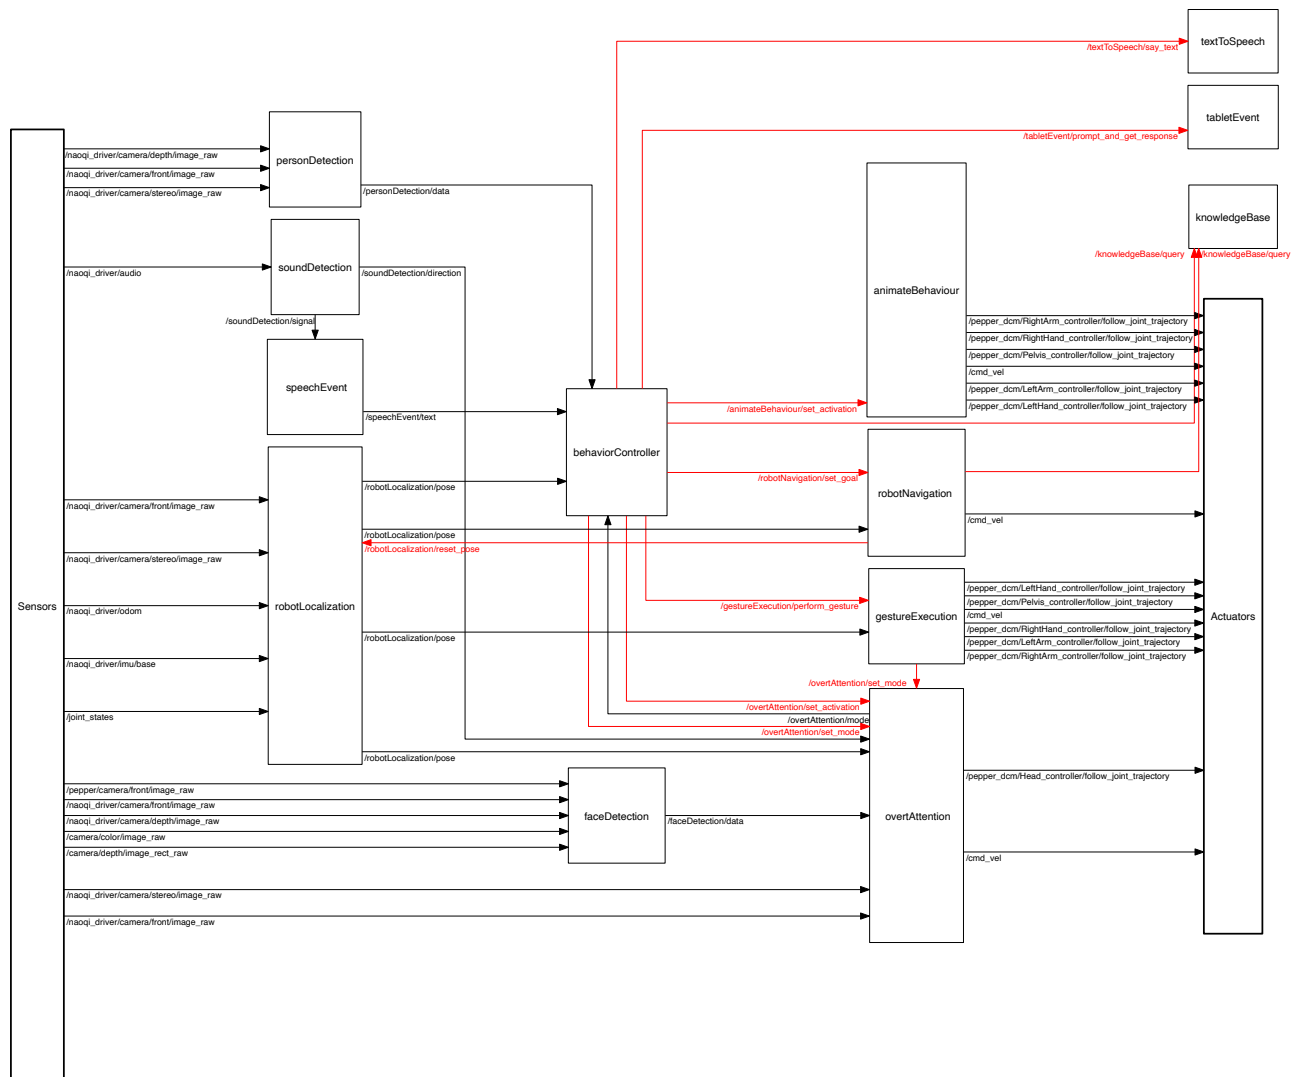 textToSpeech
/textToSpeech/say_text
tabletEvent
/tabletEvent/prompt_and_get_response
personDetection
/naoqi_driver/camera/depth/image_raw
/naoqi_driver/camera/front/image_raw
/naoqi_driver/camera/stereo/image_raw
/personDetection/data
knowledgeBase
/knowledgeBase/query
/knowledgeBase/query
soundDetection
/naoqi_driver/audio
/soundDetection/direction
/soundDetection/signal
animateBehaviour
/pepper_dcm/RightArm_controller/follow_joint_trajectory
/pepper_dcm/RightHand_controller/follow_joint_trajectory
/pepper_dcm/Pelvis_controller/follow_joint_trajectory
/cmd_vel
/pepper_dcm/LeftArm_controller/follow_joint_trajectory
/pepper_dcm/LeftHand_controller/follow_joint_trajectory
speechEvent
/speechEvent/text
/animateBehaviour/set_activation
behaviorController
/robotNavigation/set_goal
robotNavigation
/cmd_vel
/robotLocalization/pose
/robotLocalization/pose
/robotLocalization/reset_pose
/naoqi_driver/camera/front/image_raw
/naoqi_driver/camera/stereo/image_raw
Sensors
/naoqi_driver/odom
robotLocalization
/robotLocalization/pose
/naoqi_driver/imu/base
/joint_states
/robotLocalization/pose
/gestureExecution/perform_gesture
gestureExecution
/pepper_dcm/LeftHand_controller/follow_joint_trajectory
/pepper_dcm/Pelvis_controller/follow_joint_trajectory
/cmd_vel
/pepper_dcm/RightHand_controller/follow_joint_trajectory
/pepper_dcm/LeftArm_controller/follow_joint_trajectory
/pepper_dcm/RightArm_controller/follow_joint_trajectory
Actuators
/overtAttention/set_mode
/overtAttention/set_activation
/overtAttention/mode
/overtAttention/set_mode
/pepper/camera/front/image_raw
/naoqi_driver/camera/front/image_raw
/naoqi_driver/camera/depth/image_raw
/camera/color/image_raw
/camera/depth/image_rect_raw
faceDetection
/faceDetection/data
overtAttention
/pepper_dcm/Head_controller/follow_joint_trajectory
/cmd_vel
/naoqi_driver/camera/stereo/image_raw
/naoqi_driver/camera/front/image_raw